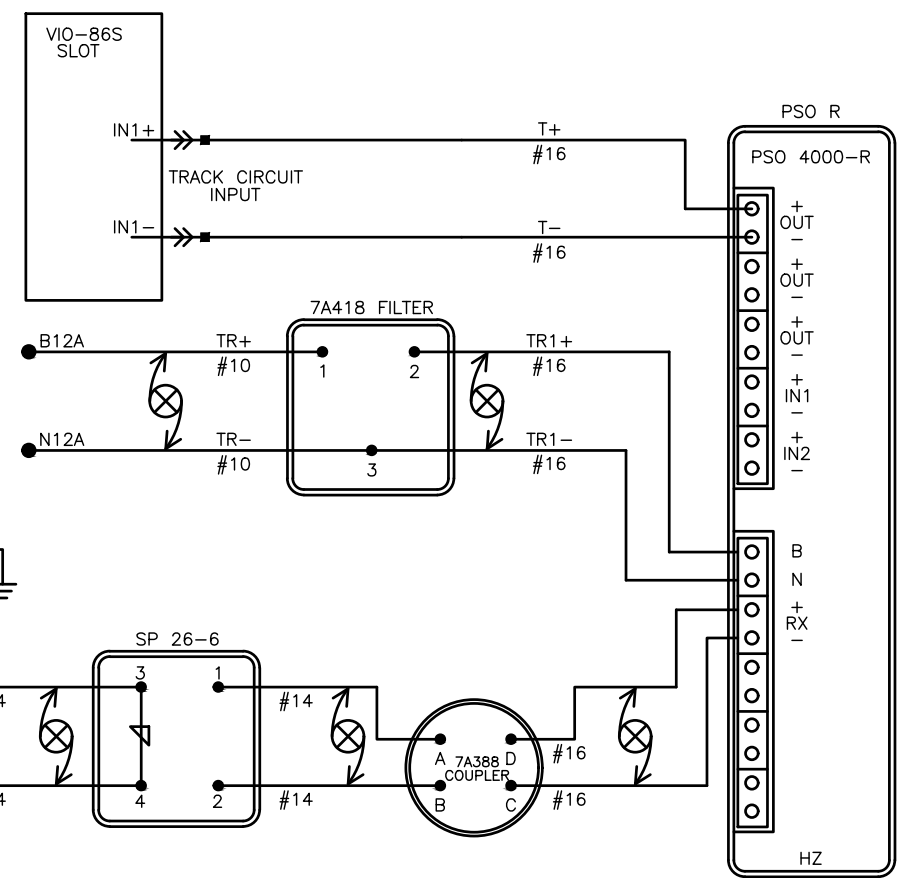 VIO-86S
SLOT
IN1+
TRACK CIRCUIT
INPUT
IN1-
T+
#16
T-
#16
PSO R
PSO 4000-R
+
OUT
-
+
OUT
-
+
OUT
-
+
IN1
-
+
IN2
-
7A418 FILTER
B12A
TR+
#10
1
2
TR1+
#16
N12A
TR-
#10
3
TR1-
#16
B
N
+
RX
-
SP 26-6
4
3
1
#14
4
4
2
#14
A
7A388
COUPLER
D
B
C
#16
#16
HZ